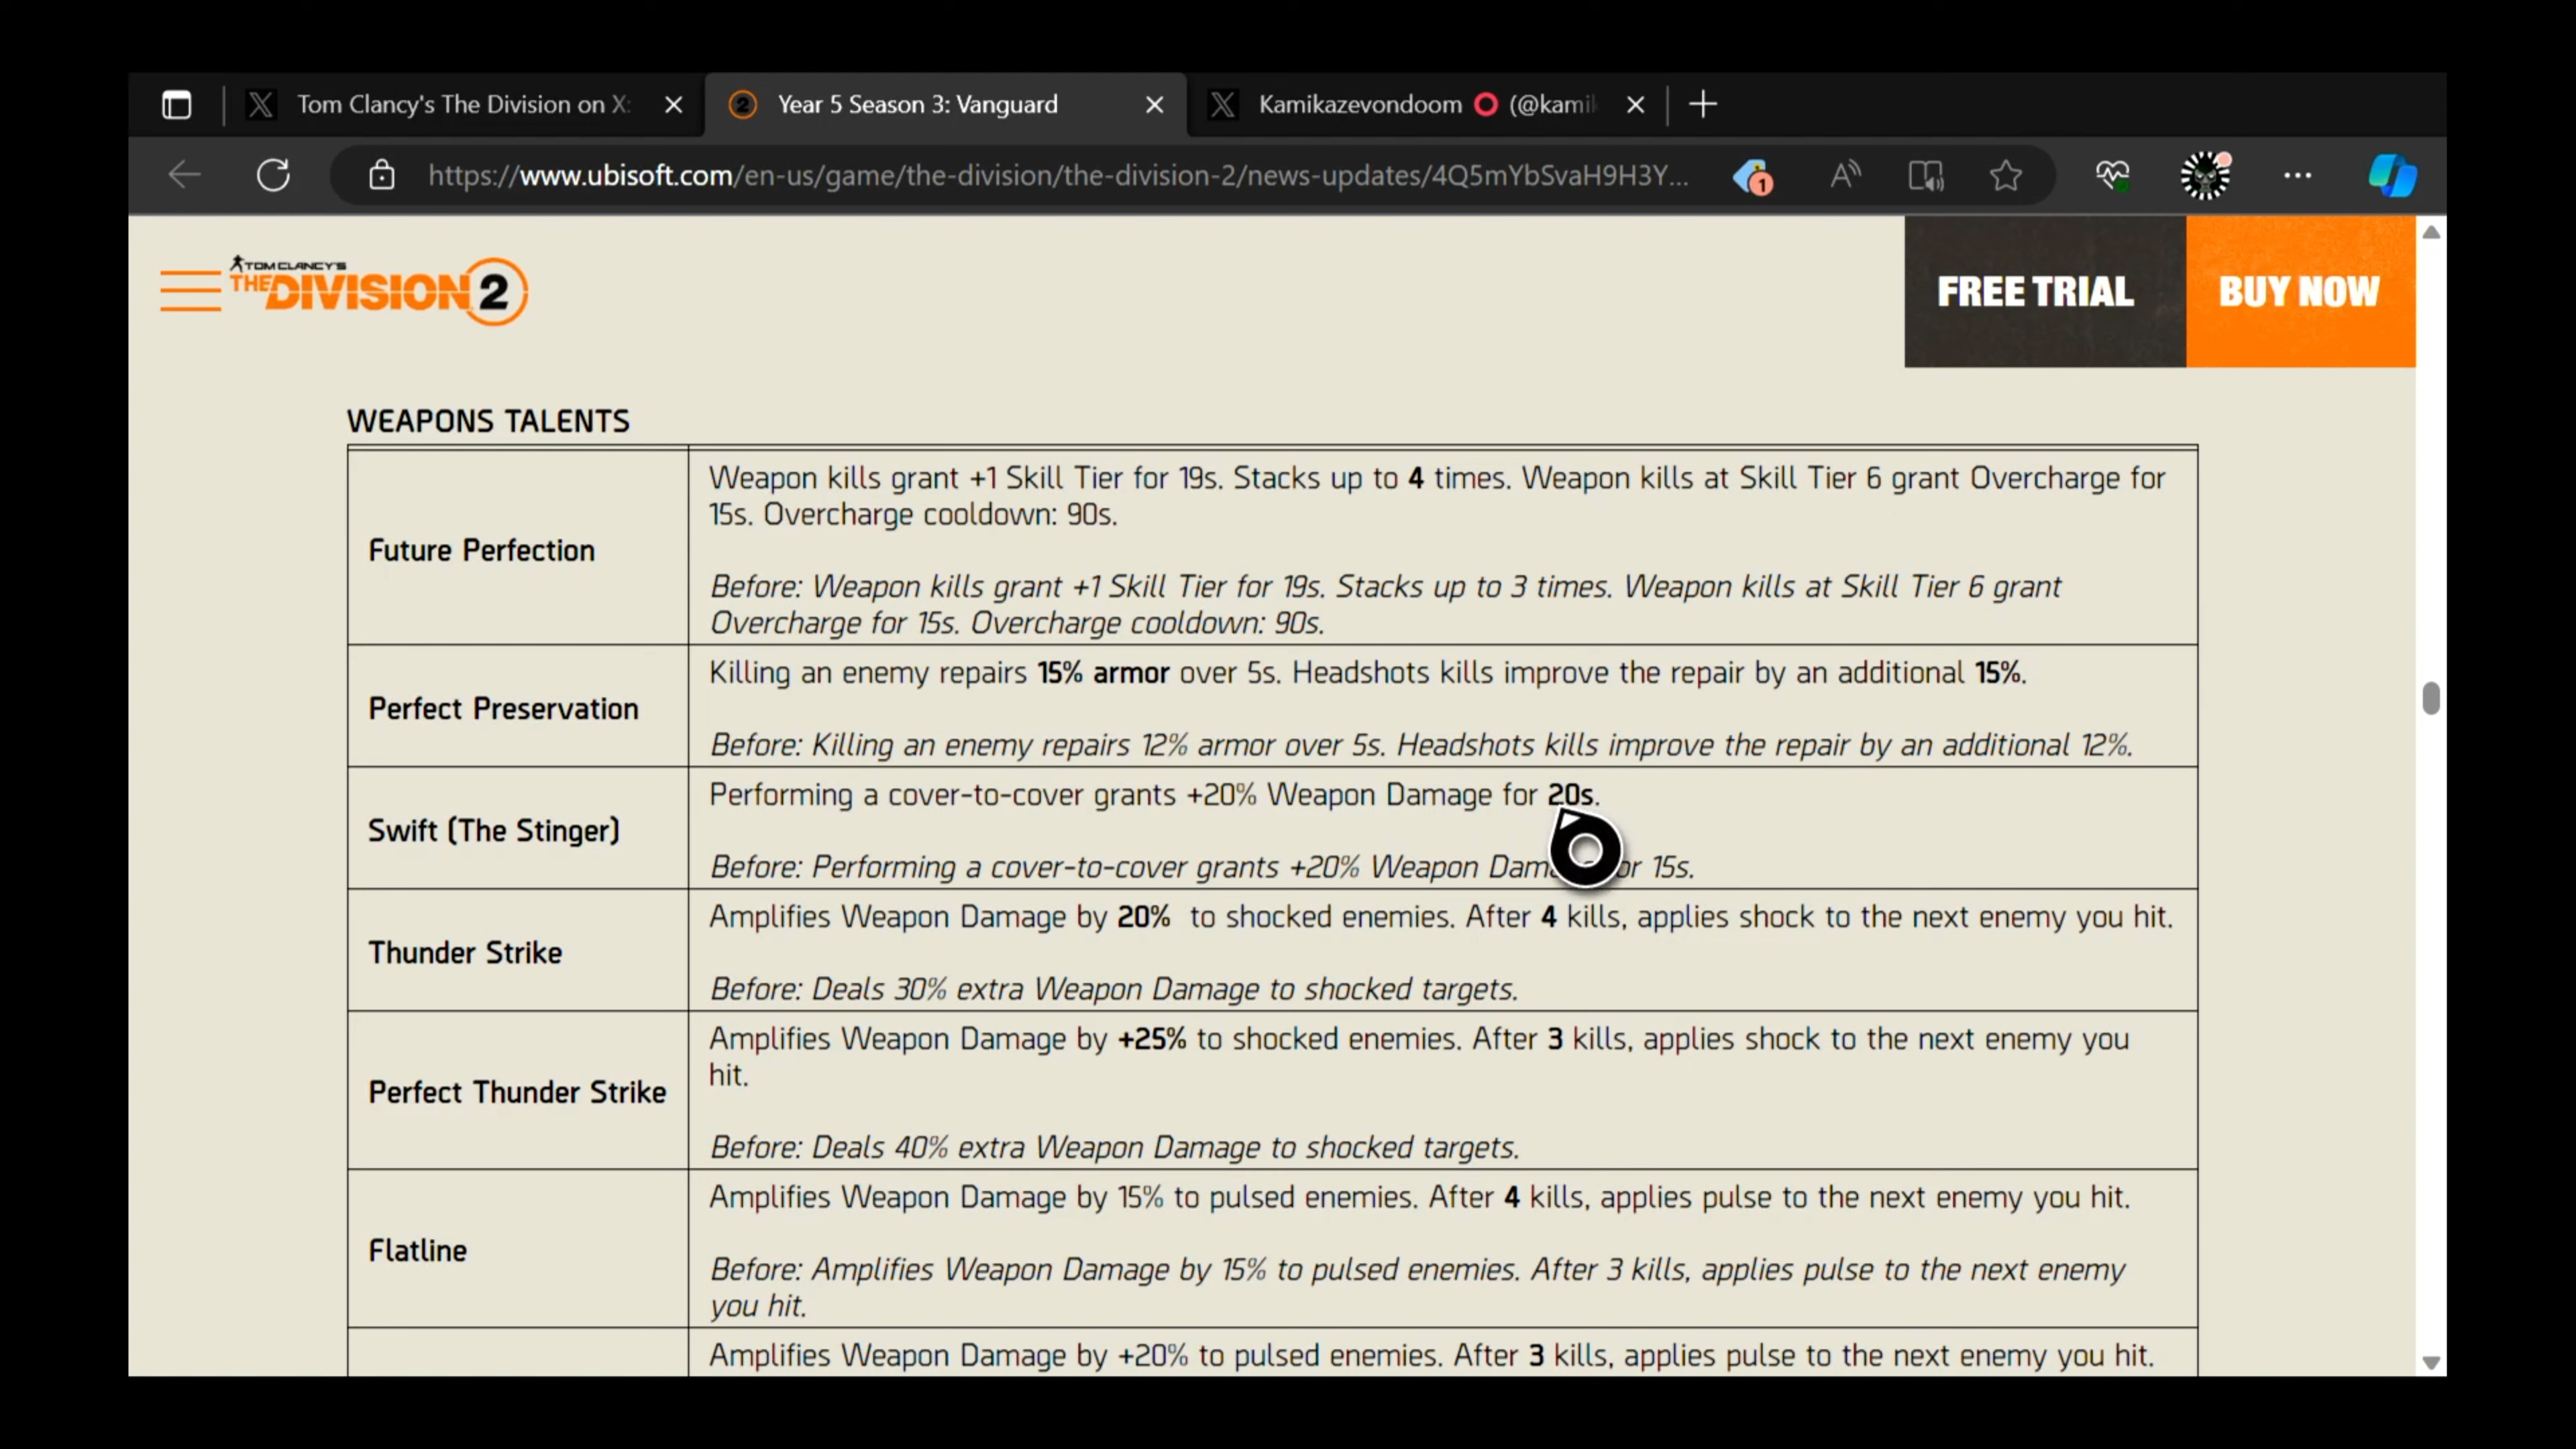 Tom Clancy's The Division on X:
Year 5 Season 3: Vanguard
Kamikazevondoom (@kamik
https://www.ubisoft.com/en-us/game/the-division/the-division-2/news-updates/4Q5mYbSvaH9H3Y...
1
TOM CLANCY'S
THE DIVISION 2
FREE TRIAL
BUY NOW
WEAPONS TALENTS
Future Perfection
Weapon kills grant +1 Skill Tier for 19s. Stacks up to 4 times. Weapon kills at Skill Tier 6 grant Overcharge for
15s. Overcharge cooldown: 90s.
Before: Weapon kills grant +1 Skill Tier for 19s. Stacks up to 3 times. Weapon kills at Skill Tier 6 grant
Overcharge for 15s. Overcharge cooldown: 90s.
Perfect Preservation
Killing an enemy repairs 15% armor over 5s. Headshots kills improve the repair by an additional 15%.
Before: Killing an enemy repairs 12% armor over 5s. Headshots kills improve the repair by an additional 12%.
Swift (The Stinger)
Performing a cover-to-cover grants +20% Weapon Damage for 20s.
Before: Performing a cover-to-cover grants +20% Weapon Dam or 15s.
Thunder Strike
Amplifies Weapon Damage by 20% to shocked enemies. After 4 kills, applies shock to the next enemy you hit.
Before: Deals 30% extra Weapon Damage to shocked targets.
Perfect Thunder Strike
Amplifies Weapon Damage by +25% to shocked enemies. After 3 kills, applies shock to the next enemy you
hit.
Before: Deals 40% extra Weapon Damage to shocked targets.
Flatline
Amplifies Weapon Damage by 15% to pulsed enemies. After 4 kills, applies pulse to the next enemy you hit.
Before: Amplifies Weapon Damage by 15% to pulsed enemies. After 3 kills, applies pulse to the next enemy
you hit.
Amplifies Weapon Damage by +20% to pulsed enemies. After 3 kills, applies pulse to the next enemy you hit.